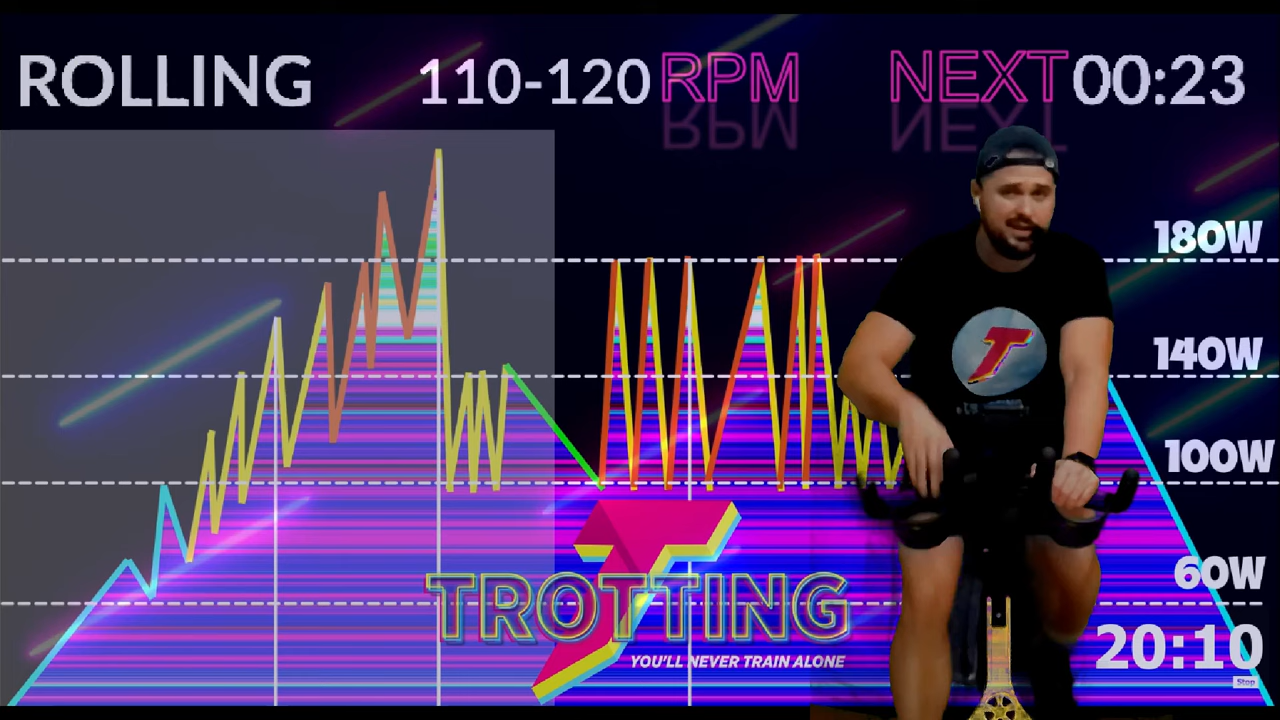 ROLLING
110-120 RPM
NEXT 00:23
180W
140W
100W
60W
TROTTING
YOU'LL NEVER TRAIN ALONE
20:10
Stop